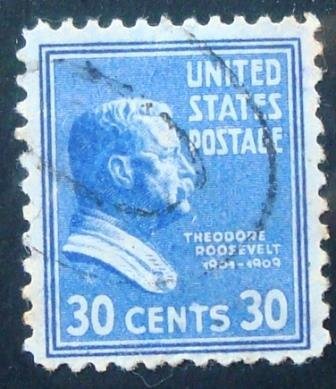 UNITED
STATES
POSTAGE
THEODORE
ROOSEVELT
1901-1909
30 CENTS 30